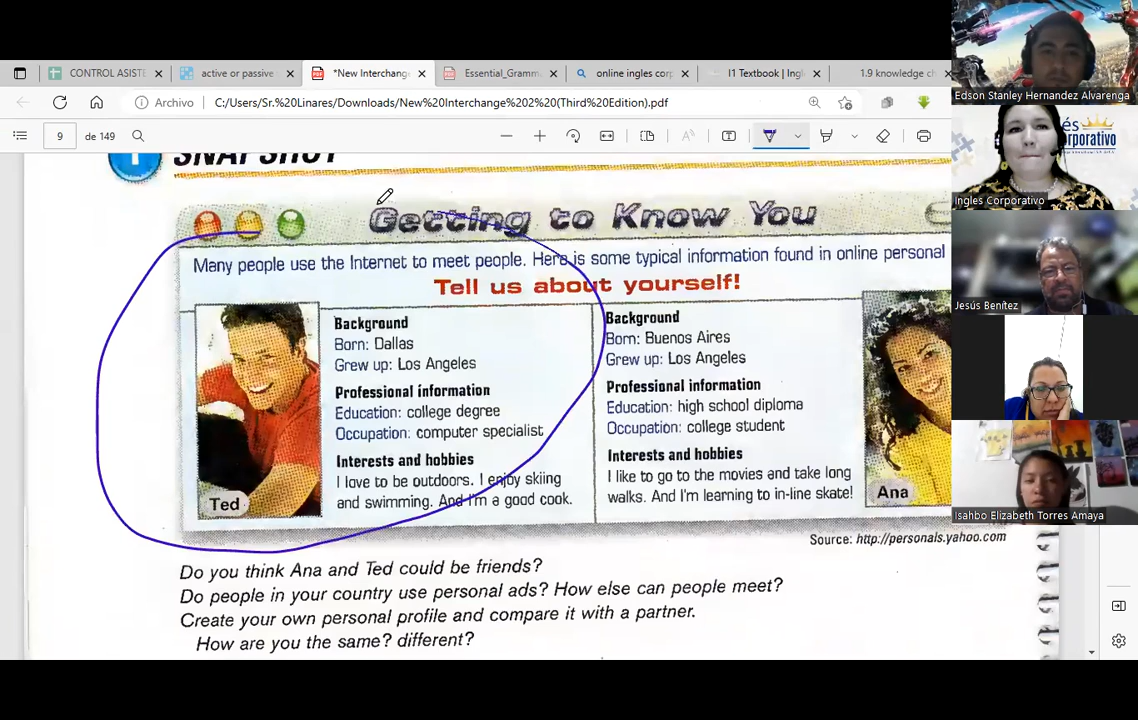 CONTROL ASISTE
active or passive
*New Interchange
Essential_Gramm
online ingles corp
I1 Textbook | Ingl
1.9 knowledge ch
Archivo
C:/Users/Sr.%20Linares/Downloads/New%20Interchange%202%20(Third%20Edition).pdf
9
de 149
1 SNAPSHOT
Getting to Know You
Many people use the Internet to meet people. Here is some typical information found in online personal
Tell us about yourself!
Background
Born: Dallas
Grew up: Los Angeles
Professional information
Education: college degree
Occupation: computer specialist
Interests and hobbies
I love to be outdoors. I enjoy skiing
and swimming. And I'm a good cook.
Ted
Background
Born: Buenos Aires
Grew up: Los Angeles
Professional information
Education: high school diploma
Occupation: college student
Interests and hobbies
I like to go to the movies and take long
walks. And I'm learning to in-line skate!
Ana
Source: http://personals.yahoo.com
Do you think Ana and Ted could be friends?
Do people in your country use personal ads? How else can people meet?
Create your own personal profile and compare it with a partner.
How are you the same? different?
Edson Stanley Hernandez Alvarenga
és
orporativo
Ingles Corporativo
Jesús Benítez
Isahbo Elizabeth Torres Amaya